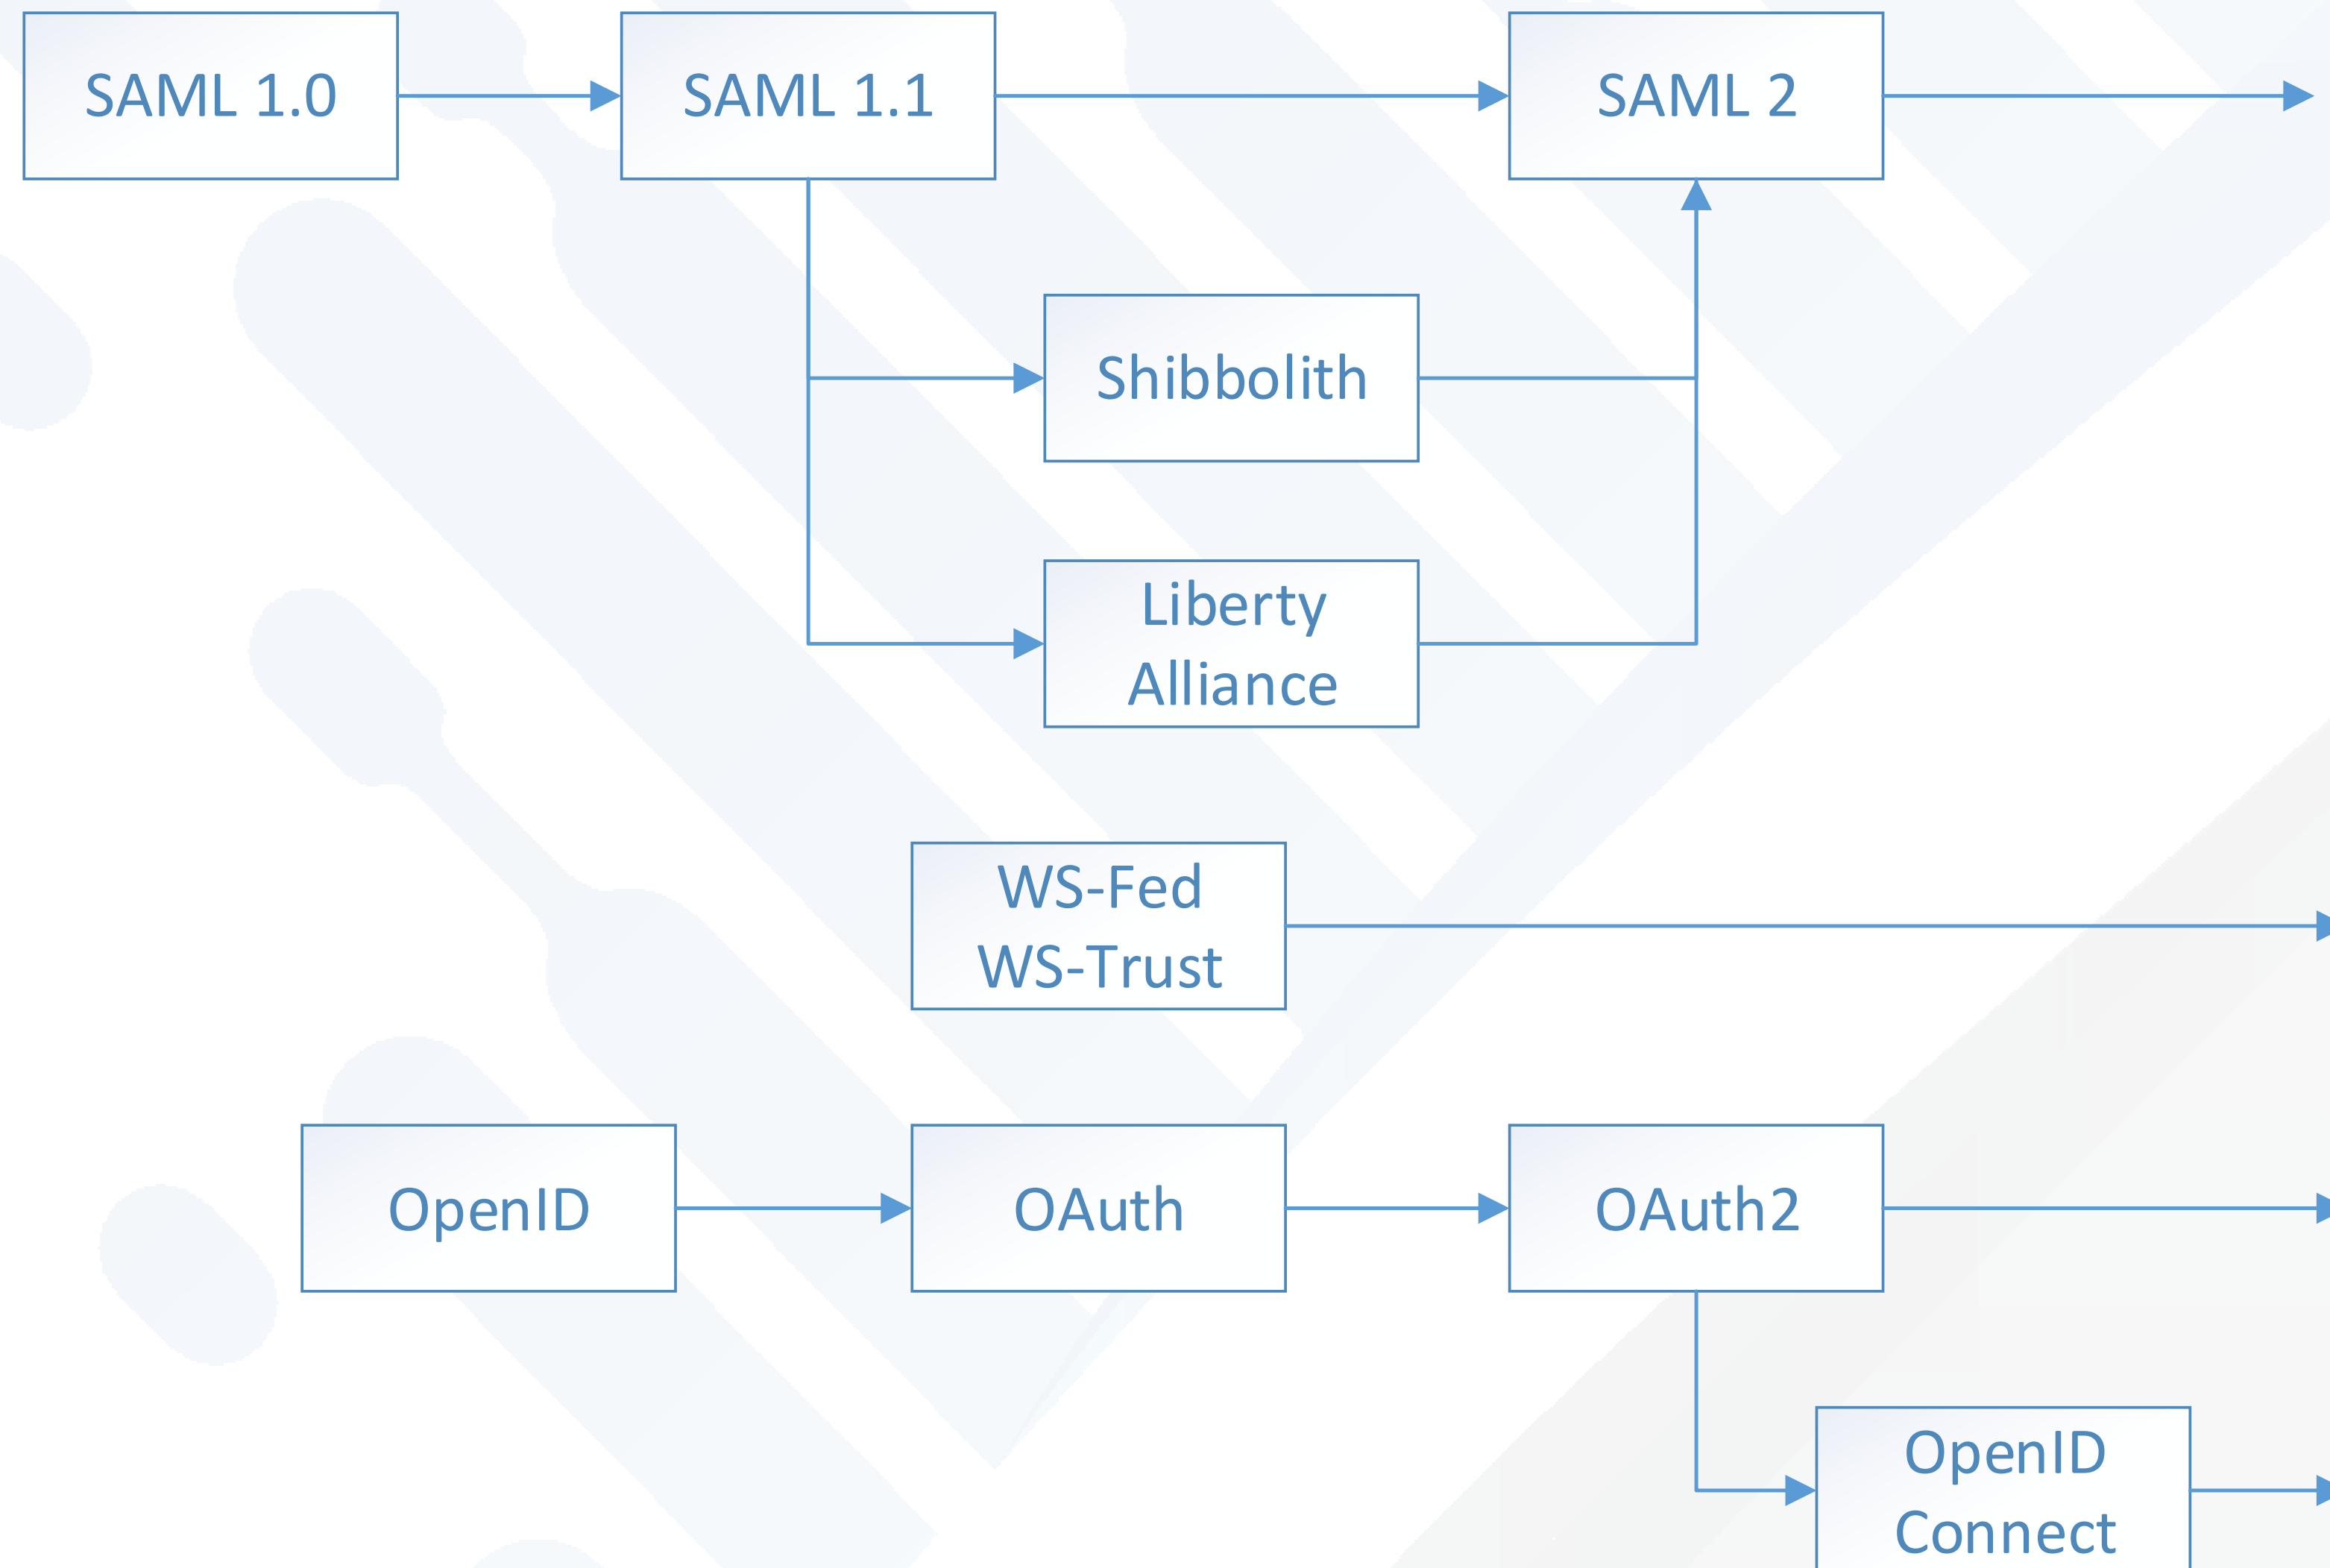 SAML 1.0
SAML 1.1
SAML 2
Shibbolith
Liberty
Alliance
WS-Fed
WS-Trust
OpenID
OAuth
OAuth2
OpenID
Connect